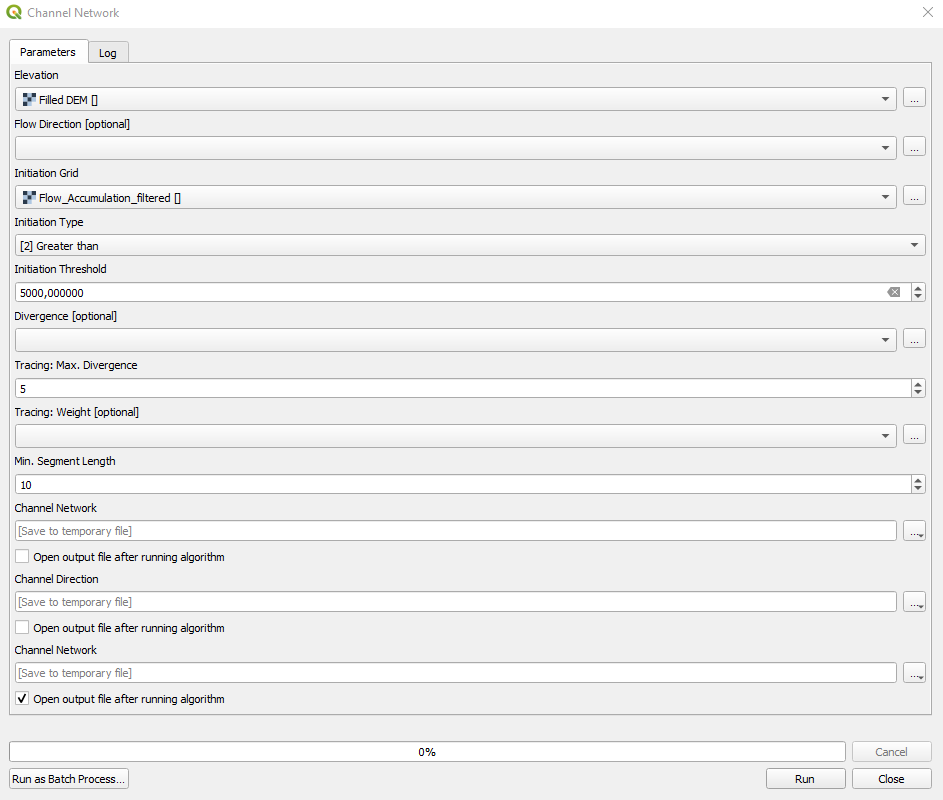 Channel Network
Parameters
Log
Elevation
Filled DEM []
...
Flow Direction [optional]
...
Initiation Grid
Flow_Accumulation_filtered []
...
Initiation Type
[2] Greater than
Initiation Threshold
5000,000000
Divergence [optional]
...
Tracing: Max. Divergence
5
Tracing: Weight [optional]
...
Min. Segment Length
10
Channel Network
[Save to temporary file]
...
Open output file after running algorithm
Channel Direction
[Save to temporary file]
...
Open output file after running algorithm
Channel Network
[Save to temporary file]
...
Open output file after running algorithm
0%
Cancel
Run as Batch Process...
Run
Close